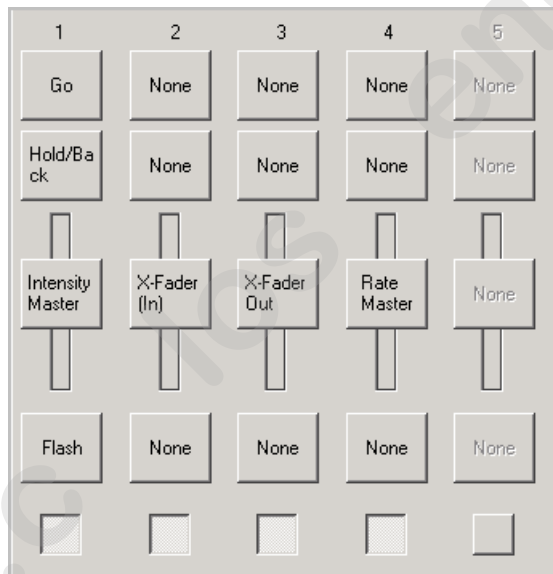 1 2 3 4 5
Go None None None None
Hold/Ba
ck None None None None
Intensity
Master X-Fader
(In) X-Fader
Out Rate
Master None
Flash None None None None